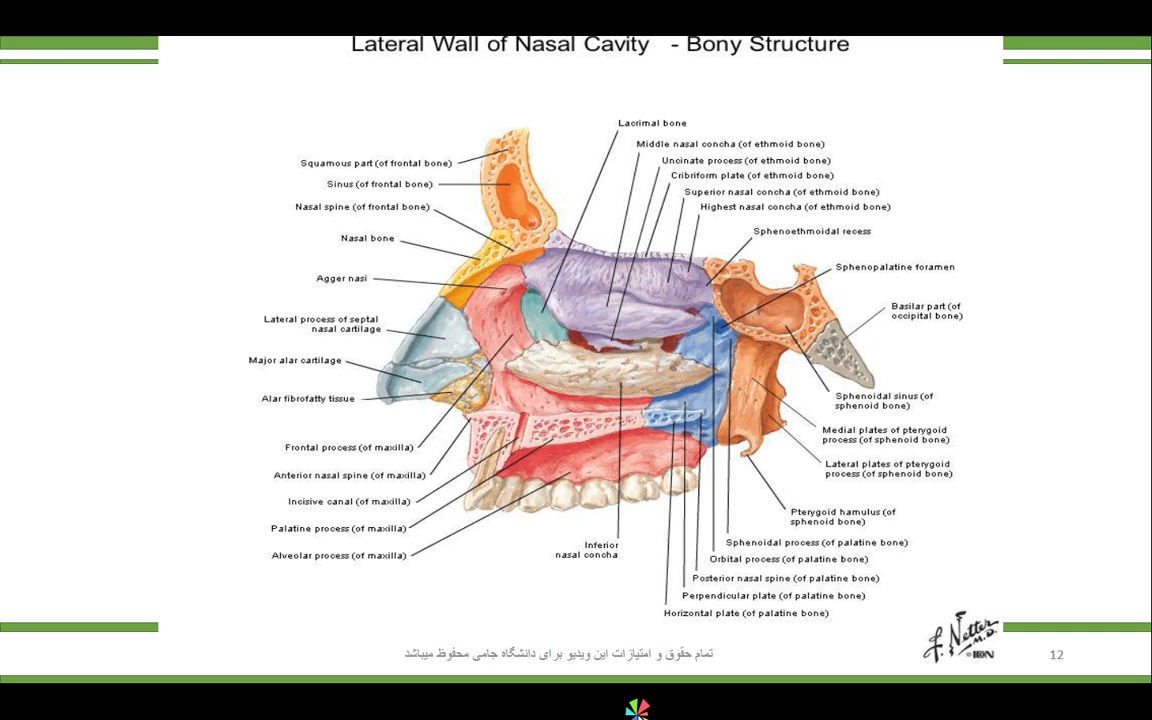 Lateral Wall of Nasal Cavity - Bony Structure
Lacrimal bone
Middle nasal concha (of ethmoid bone)
Uncinate process (of ethmoid bone)
Cribriform plate (of ethmoid bone)
Superior nasal concha (of ethmoid bone)
Highest nasal concha (of ethmoid bone)
Sphenoethmoidal recess
Sphenopalatine foramen
Basilar part (of
occipital bone)
Squamous part (of frontal bone)
Sinus (of frontal bone)
Nasal spine (of frontal bone)
Nasal bone
Agger nasi
Lateral process of septal
nasal cartilage
Major alar cartilage
Alar fibrofatty tissue
Frontal process (of maxilla)
Anterior nasal spine (of maxilla)
Incisive canal (of maxilla)
Palatine process (of maxilla)
Alveolar process (of maxilla)
Sphenoidal sinus (of
sphenoid bone)
Medial plates of pterygoid
process (of sphenoid bone)
Lateral plates of pterygoid
process (of sphenoid bone)
Pterygoid hamulus (of
sphenoid bone)
Inferior
nasal concha
Sphenoidal process (of palatine bone)
Orbital process (of palatine bone)
Posterior nasal spine (of palatine bone)
Perpendicular plate (of palatine bone)
Horizontal plate (of palatine bone)
F. Netter
M.D.
تمام حقوق و امتیازات این ویدیو برای دانشگاه جامی محفوظ میباشد
12